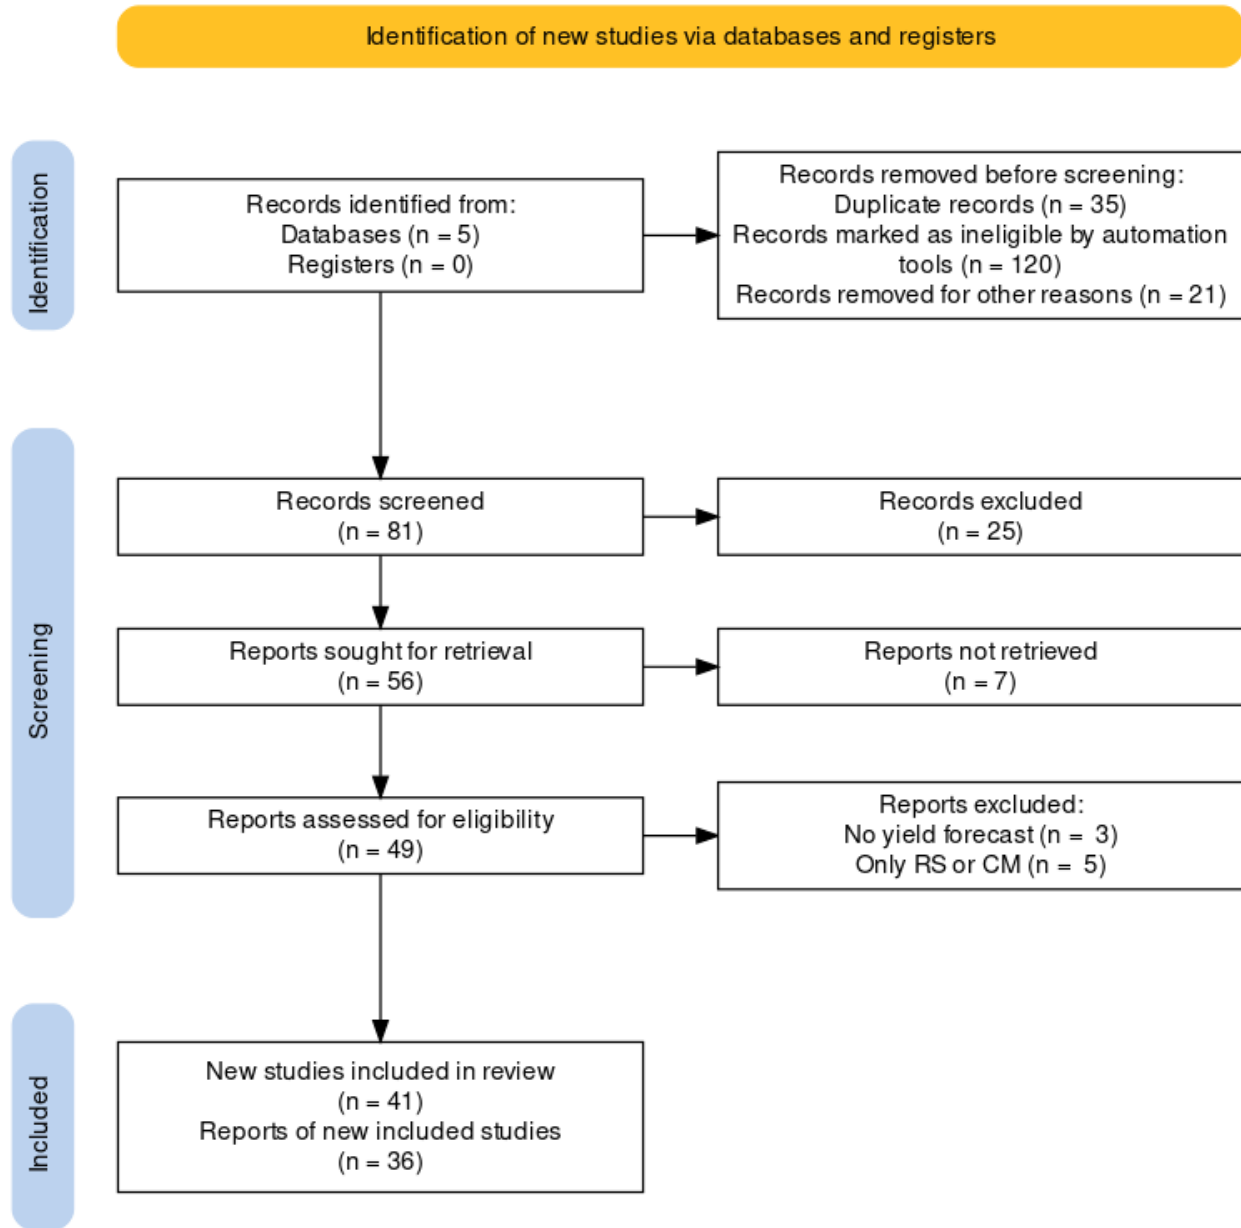 Identification of new studies via databases and registers
Identification
Records identified from:
Databases (n = 5)
Registers (n = 0)
Records removed before screening:
Duplicate records (n = 35)
Records marked as ineligible by automation
tools (n = 120)
Records removed for other reasons (n = 21)
Screening
Records screened
(n = 81)
Records excluded
(n = 25)
Reports sought for retrieval
(n = 56)
Reports not retrieved
(n = 7)
Reports assessed for eligibility
(n = 49)
Reports excluded:
No yield forecast (n = 3)
Only RS or CM (n = 5)
Included
New studies included in review
(n = 41)
Reports of new included studies
(n = 36)